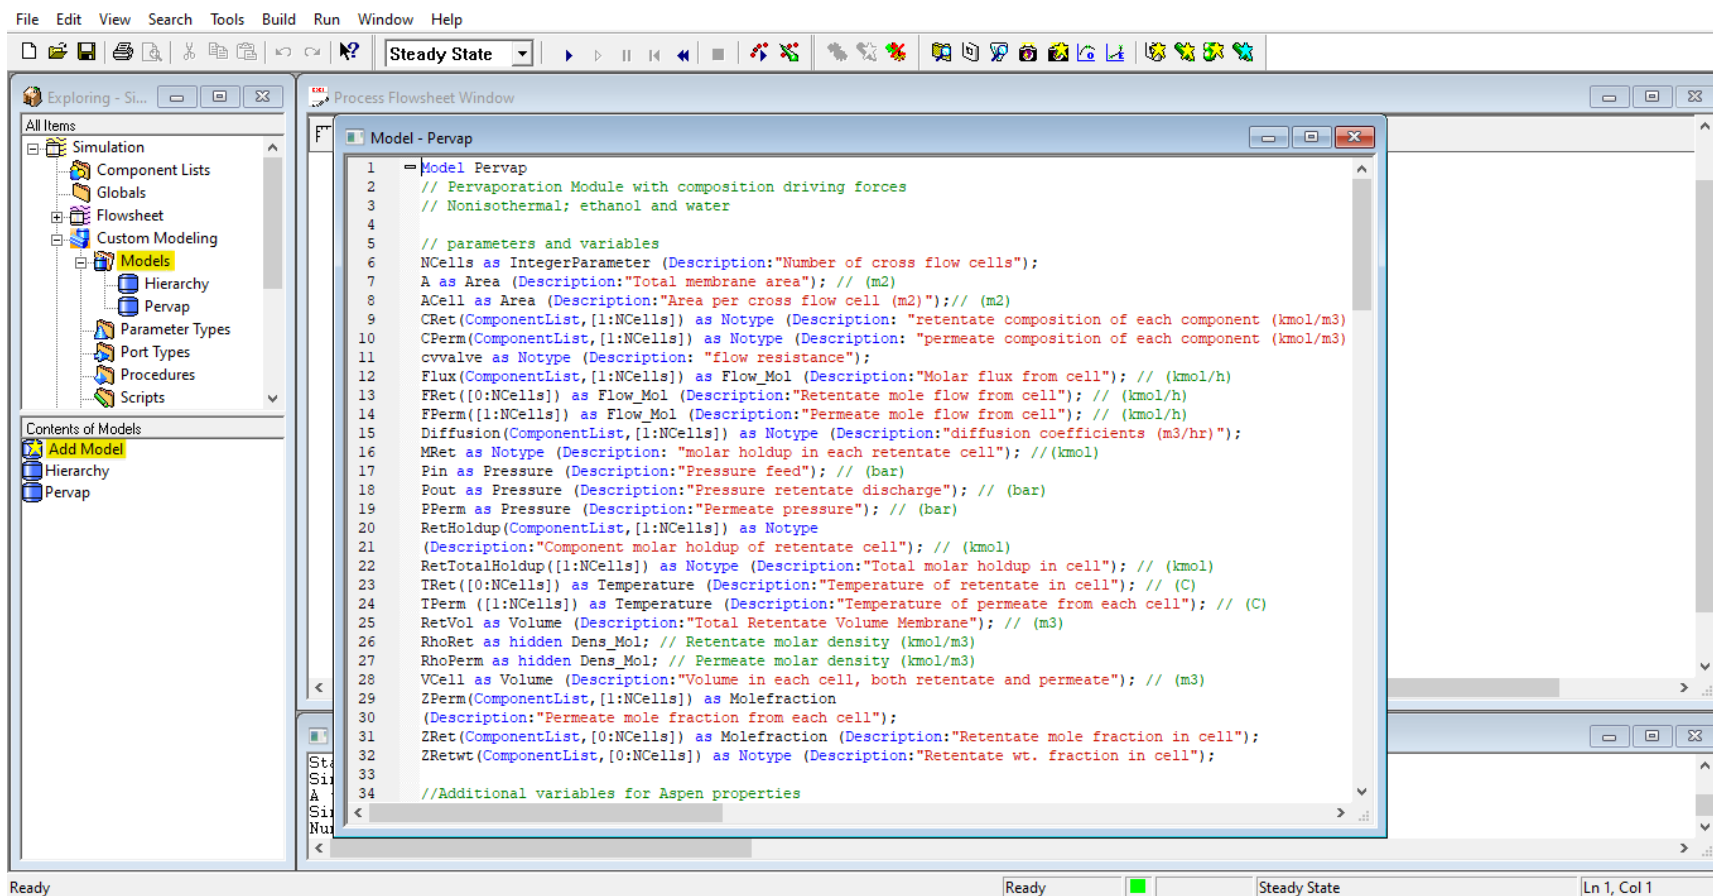 File Edit View Search Tools Build Run Window Help
Steady State
Exploring - Si...
All Items
Simulation
Component Lists
Globals
Flowsheet
Custom Modeling
Models
Hierarchy
Pervap
Parameter Types
Port Types
Procedures
Scripts
Contents of Models
Add Model
Hierarchy
Pervap
Process Flowsheet Window
Model - Pervap
1 Model Pervap
2 // Pervaporation Module with composition driving forces
3 // Nonisothermal; ethanol and water
4
5 // parameters and variables
6 NCells as IntegerParameter (Description:"Number of cross flow cells");
7 A as Area (Description:"Total membrane area"); // (m2)
8 ACell as Area (Description:"Area per cross flow cell (m2)");// (m2)
9 CRet(ComponentList,[1:NCells]) as Notype (Description: "retentate composition of each component (kmol/m3)
10 CPerm(ComponentList,[1:NCells]) as Notype (Description: "permeate composition of each component (kmol/m3)
11 cvvalve as Notype (Description: "flow resistance");
12 Flux(ComponentList,[1:NCells]) as Flow_Mol (Description:"Molar flux from cell"); // (kmol/h)
13 FRet([0:NCells]) as Flow_Mol (Description:"Retentate mole flow from cell"); // (kmol/h)
14 FPerm([1:NCells]) as Flow_Mol (Description:"Permeate mole flow from cell"); // (kmol/h)
15 Diffusion(ComponentList,[1:NCells]) as Notype (Description:"diffusion coefficients (m3/hr)");
16 MRet as Notype (Description: "molar holdup in each retentate cell"); //(kmol)
17 Pin as Pressure (Description:"Pressure feed"); // (bar)
18 Pout as Pressure (Description:"Pressure retentate discharge"); // (bar)
19 PPerm as Pressure (Description:"Permeate pressure"); // (bar)
20 RetHoldup(ComponentList,[1:NCells]) as Notype
21 (Description:"Component molar holdup of retentate cell"); // (kmol)
22 RetTotalHoldup([1:NCells]) as Notype (Description:"Total molar holdup in cell"); // (kmol)
23 TRet([0:NCells]) as Temperature (Description:"Temperature of retentate in cell"); // (C)
24 TPerm ([1:NCells]) as Temperature (Description:"Temperature of permeate from each cell"); // (C)
25 RetVol as Volume (Description:"Total Retentate Volume Membrane"); // (m3)
26 RhoRet as hidden Dens_Mol; // Retentate molar density (kmol/m3)
27 RhoPerm as hidden Dens_Mol; // Permeate molar density (kmol/m3)
28 VCell as Volume (Description:"Volume in each cell, both retentate and permeate"); // (m3)
29 ZPerm(ComponentList,[1:NCells]) as Molefraction
30 (Description:"Permeate mole fraction from each cell");
31 ZRet(ComponentList,[0:NCells]) as Molefraction (Description:"Retentate mole fraction in cell");
32 ZRetwt(ComponentList,[0:NCells]) as Notype (Description:"Retentate wt. fraction in cell");
33
34 //Additional variables for Aspen properties
Ready
Ready
Steady State
Ln 1, Col 1